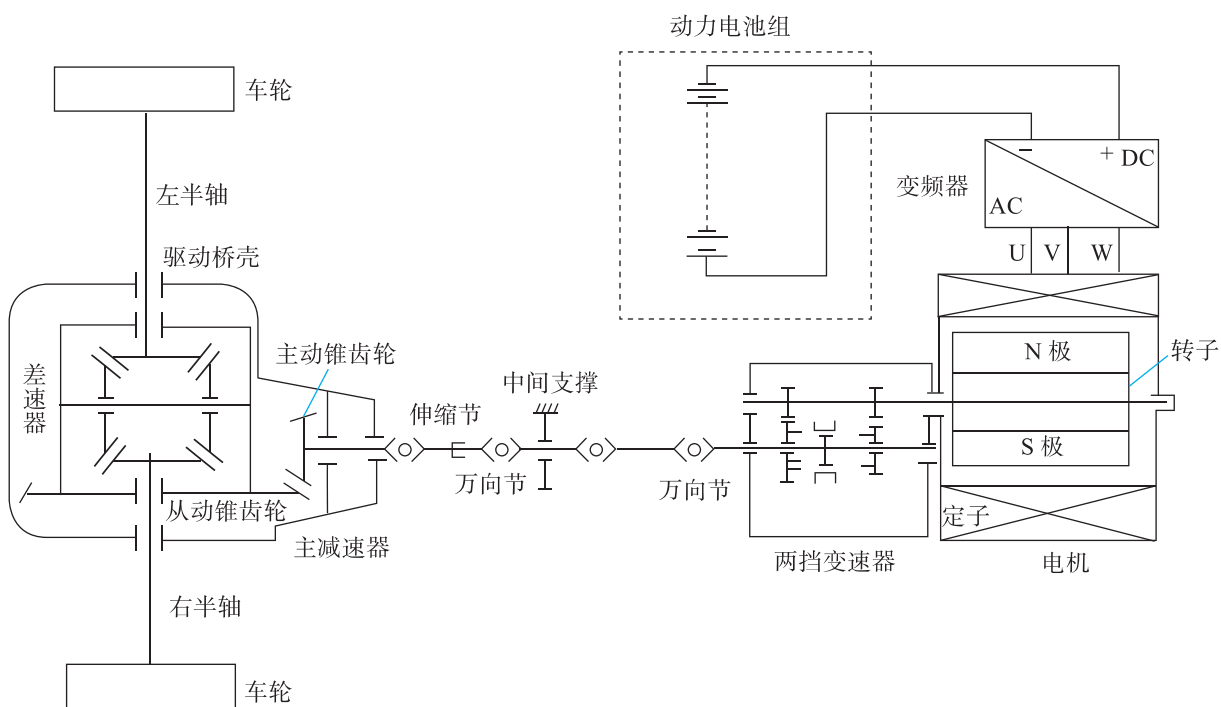 动力电池组
车轮
变频器
− + DC
AC
左半轴
U V W
驱动桥壳
N 极
转子
主动锥齿轮
差速器
中间支撑
伸缩节
S 极
万向节
万向节
从动锥齿轮
定子
主减速器
两挡变速器
电机
右半轴
车轮